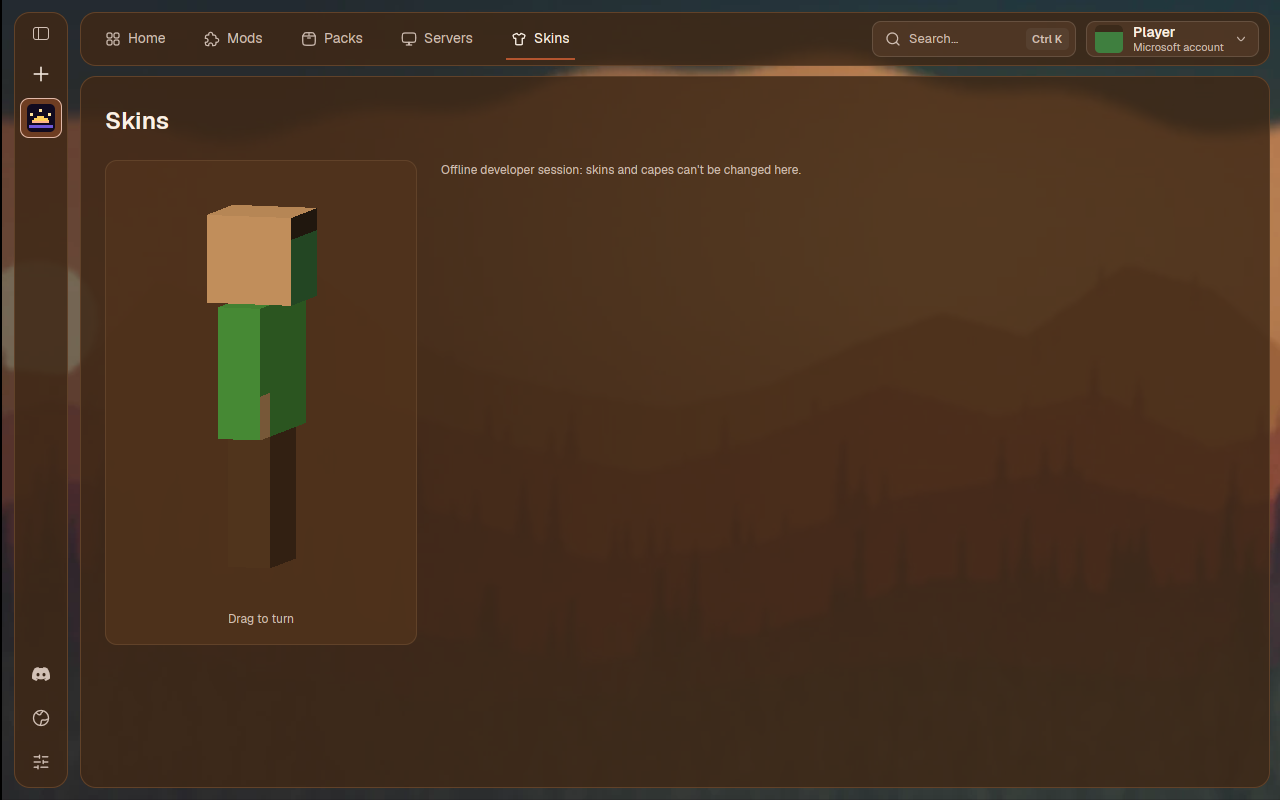 Home
Mods
Packs
Servers
Skins
Search...
Ctrl K
Player
Microsoft account
Skins
Offline developer session: skins and capes can't be changed here.
Drag to turn